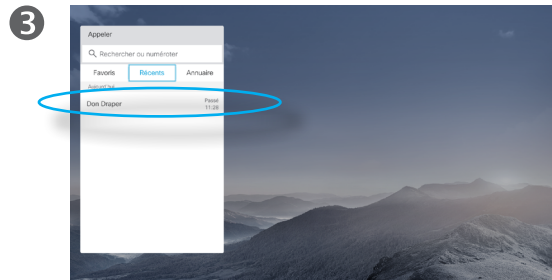 3
Appeler
Rechercher ou numéroter
Favoris Récents Annuaire
Aujourd'hui
Don Draper Passé
11:28